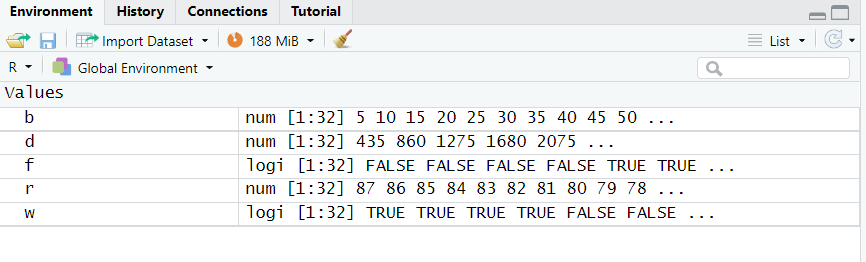 Environment History Connections Tutorial
Import Dataset 188 MiB List
R Global Environment
Values
b num [1:32] 5 10 15 20 25 30 35 40 45 50 ...
d num [1:32] 435 860 1275 1680 2075 ...
f logi [1:32] FALSE FALSE FALSE FALSE TRUE TRUE ...
r num [1:32] 87 86 85 84 83 82 81 80 79 78 ...
w logi [1:32] TRUE TRUE TRUE TRUE FALSE FALSE ...